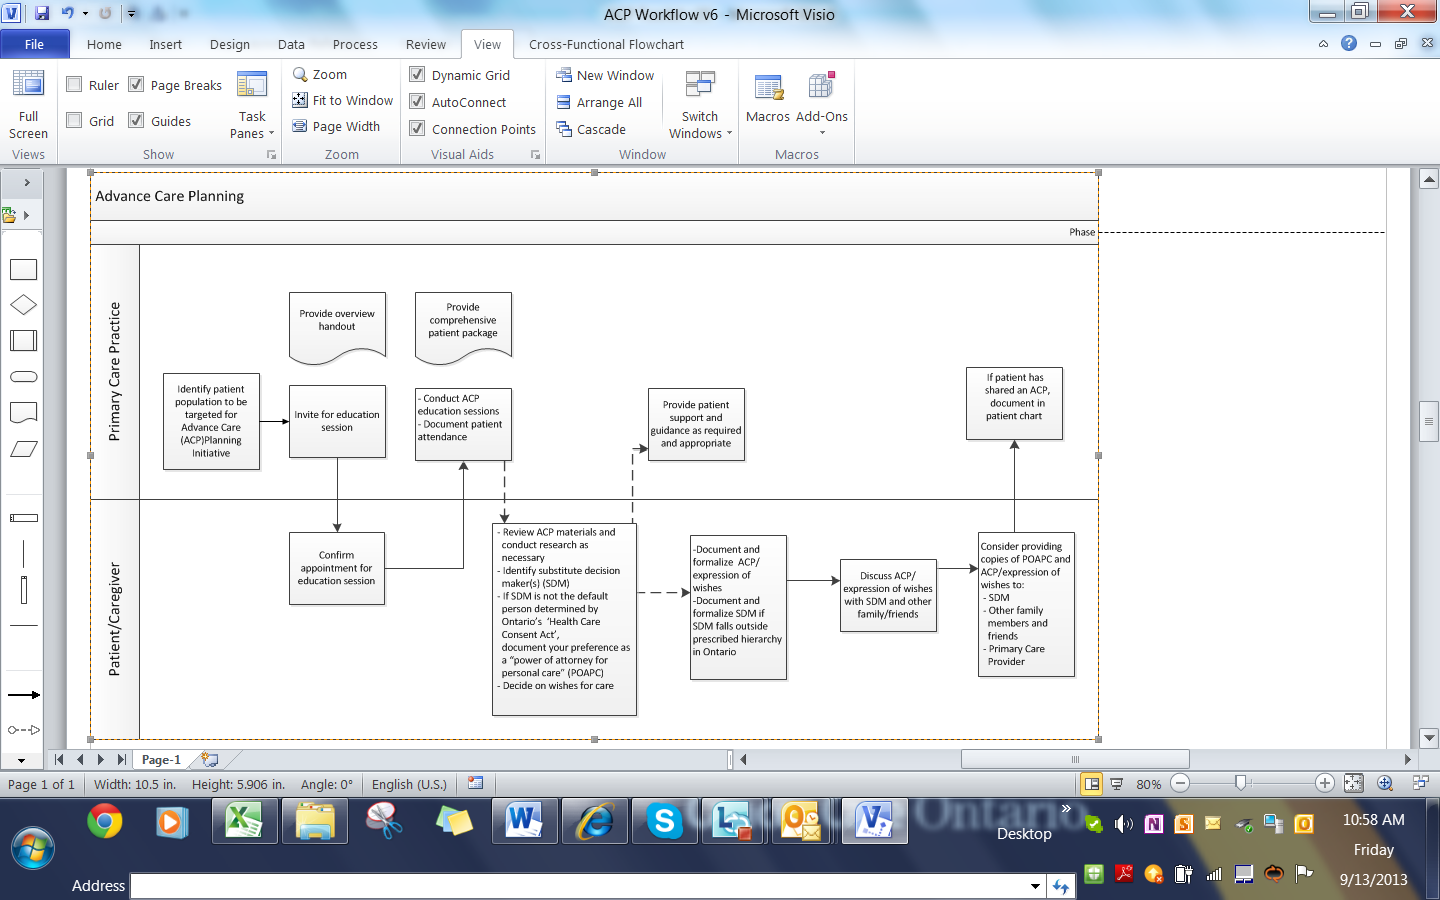 ACP Workflow v6 - Microsoft Visio
File Home Insert Design Data Process Review View Cross-Functional Flowchart
Ruler Page Breaks
Grid Guides
Full
Screen
Task
Panes
Zoom
Fit to Window
Page Width
Dynamic Grid
AutoConnect
Connection Points
New Window
Arrange All
Cascade
Switch
Windows
Macros Add-Ons
Views Show Zoom Visual Aids Window Macros
Advance Care Planning
Phase
Primary Care Practice
Provide overview
handout
Provide
comprehensive
patient package
Identify patient
population to be
targeted for
Advance Care
(ACP)Planning
Initiative
Invite for education
session
- Conduct ACP
education sessions
- Document patient
attendance
Provide patient
support and
guidance as required
and appropriate
If patient has
shared an ACP,
document in
patient chart
Patient/Caregiver
Confirm
appointment for
education session
- Review ACP materials and
conduct research as
necessary
- Identify substitute decision
maker(s) (SDM)
- If SDM is not the default
person determined by
Ontario's 'Health Care
Consent Act',
document your preference as
a "power of attorney for
personal care" (POAPC)
- Decide on wishes for care
-Document and
formalize ACP/
expression of
wishes
-Document and
formalize SDM if
SDM falls outside
prescribed hierarchy
in Ontario
Discuss ACP/
expression of wishes
with SDM and other
family/friends
Consider providing
copies of POAPC and
ACP/expression of
wishes to:
- SDM
- Other family
members and
friends
- Primary Care
Provider
Page-1
Page 1 of 1 Width: 10.5 in. Height: 5.906 in. Angle: 0° English (U.S.) 80%
Ontario
Desktop
10:58 AM
Friday
9/13/2013
Address